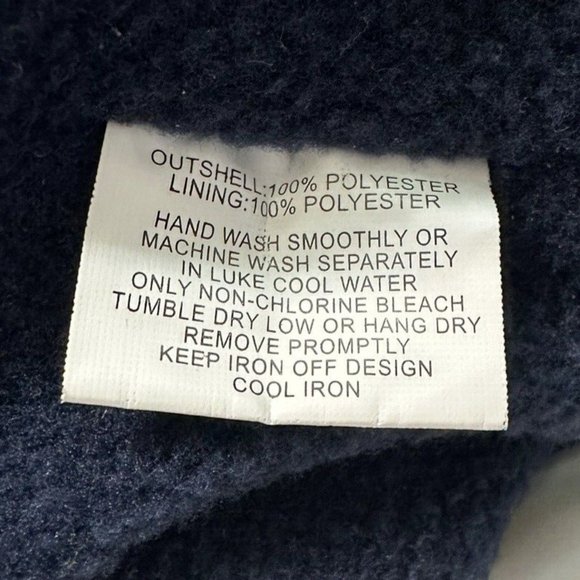 OUTSHELL:100% POLYESTER
LINING:100% POLYESTER
HAND WASH SMOOTHLY OR
MACHINE WASH SEPARATELY
IN LUKE COOL WATER
ONLY NON-CHLORINE BLEACH
TUMBLE DRY LOW OR HANG DRY
REMOVE PROMPTLY
KEEP IRON OFF DESIGN
COOL IRON